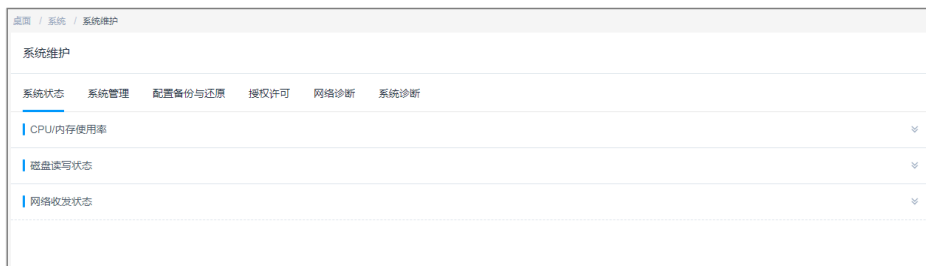 桌面 / 系统 / 系统维护
系统维护
系统状态 系统管理 配置备份与还原 授权许可 网络诊断 系统诊断
CPU/内存使用率
磁盘读写状态
网络收发状态